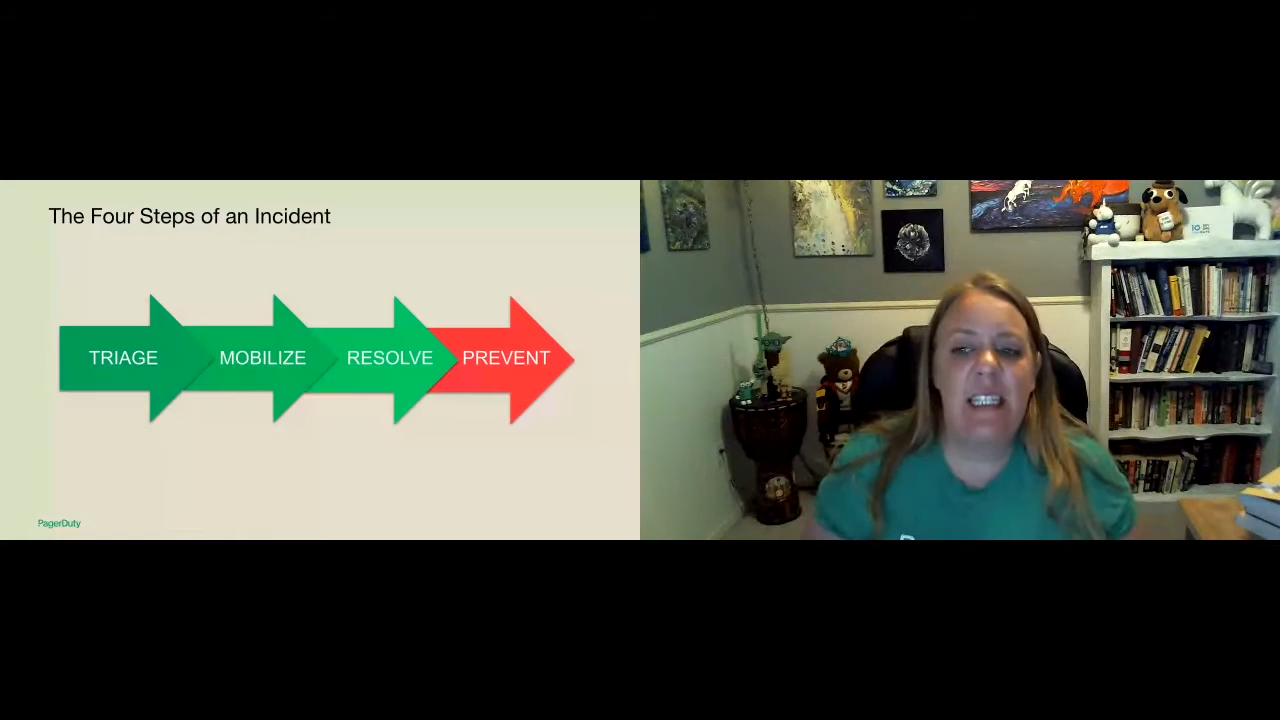 The Four Steps of an Incident
TRIAGE
MOBILIZE
RESOLVE
PREVENT
PagerDuty